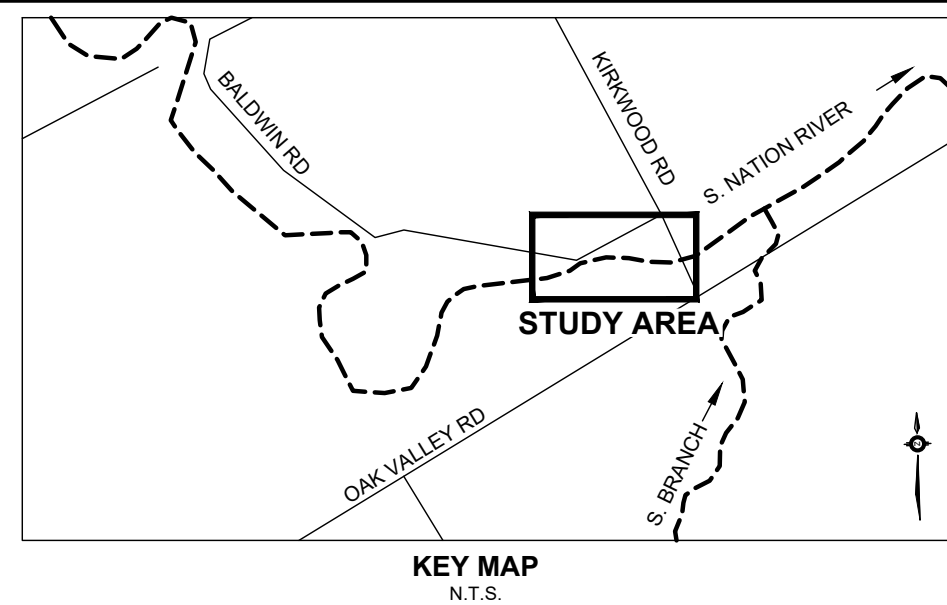 BALDWIN RD
KIRKWOOD RD
S. NATION RIVER
STUDY AREA
OAK VALLEY RD
S. BRANCH
Z
KEY MAP
N.T.S.